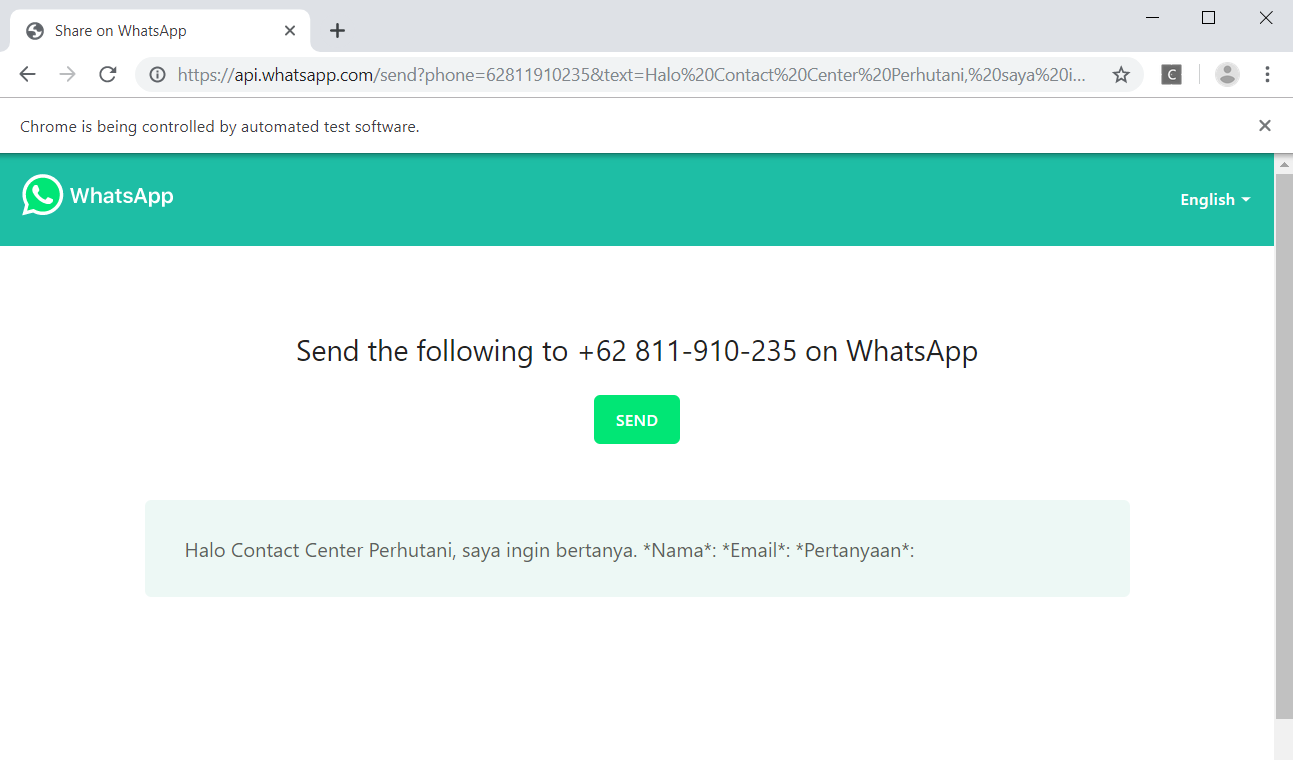 Share on WhatsApp
https://api.whatsapp.com/send?phone=62811910235&text=Halo%20Contact%20Center%20Perhutani,%20saya%20i...
C
Chrome is being controlled by automated test software.
WhatsApp
English
Send the following to +62 811-910-235 on WhatsApp
SEND
Halo Contact Center Perhutani, saya ingin bertanya. *Nama*: *Email*: *Pertanyaan*: